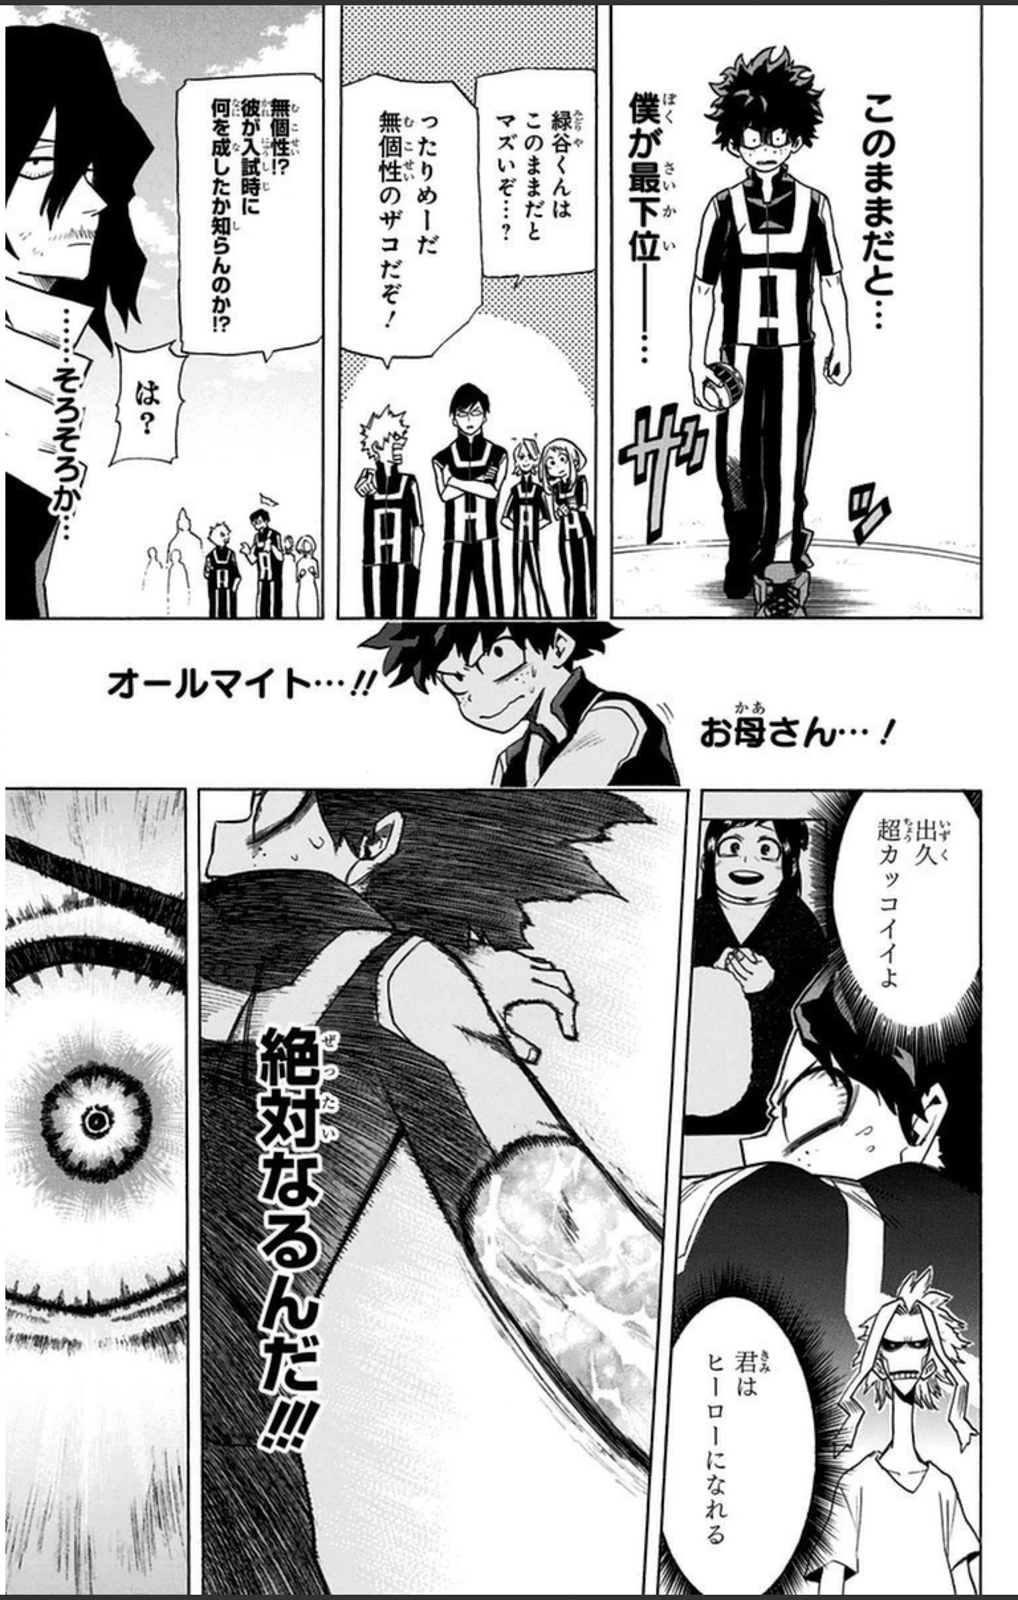 このままだと…
僕が最下位――…
ザッ
緑谷くんは
このままだと
マズいぞ…?
ったりめーだ
無個性のザコだぞ!
無個性!?
彼が入試時に
何を成したか知らんのか!?
は?
……そろそろか…
お母さん…!
オールマイト…!!
出久
超カッコイイよ
君は
ヒーローになれる
絶対なるんだ!!!